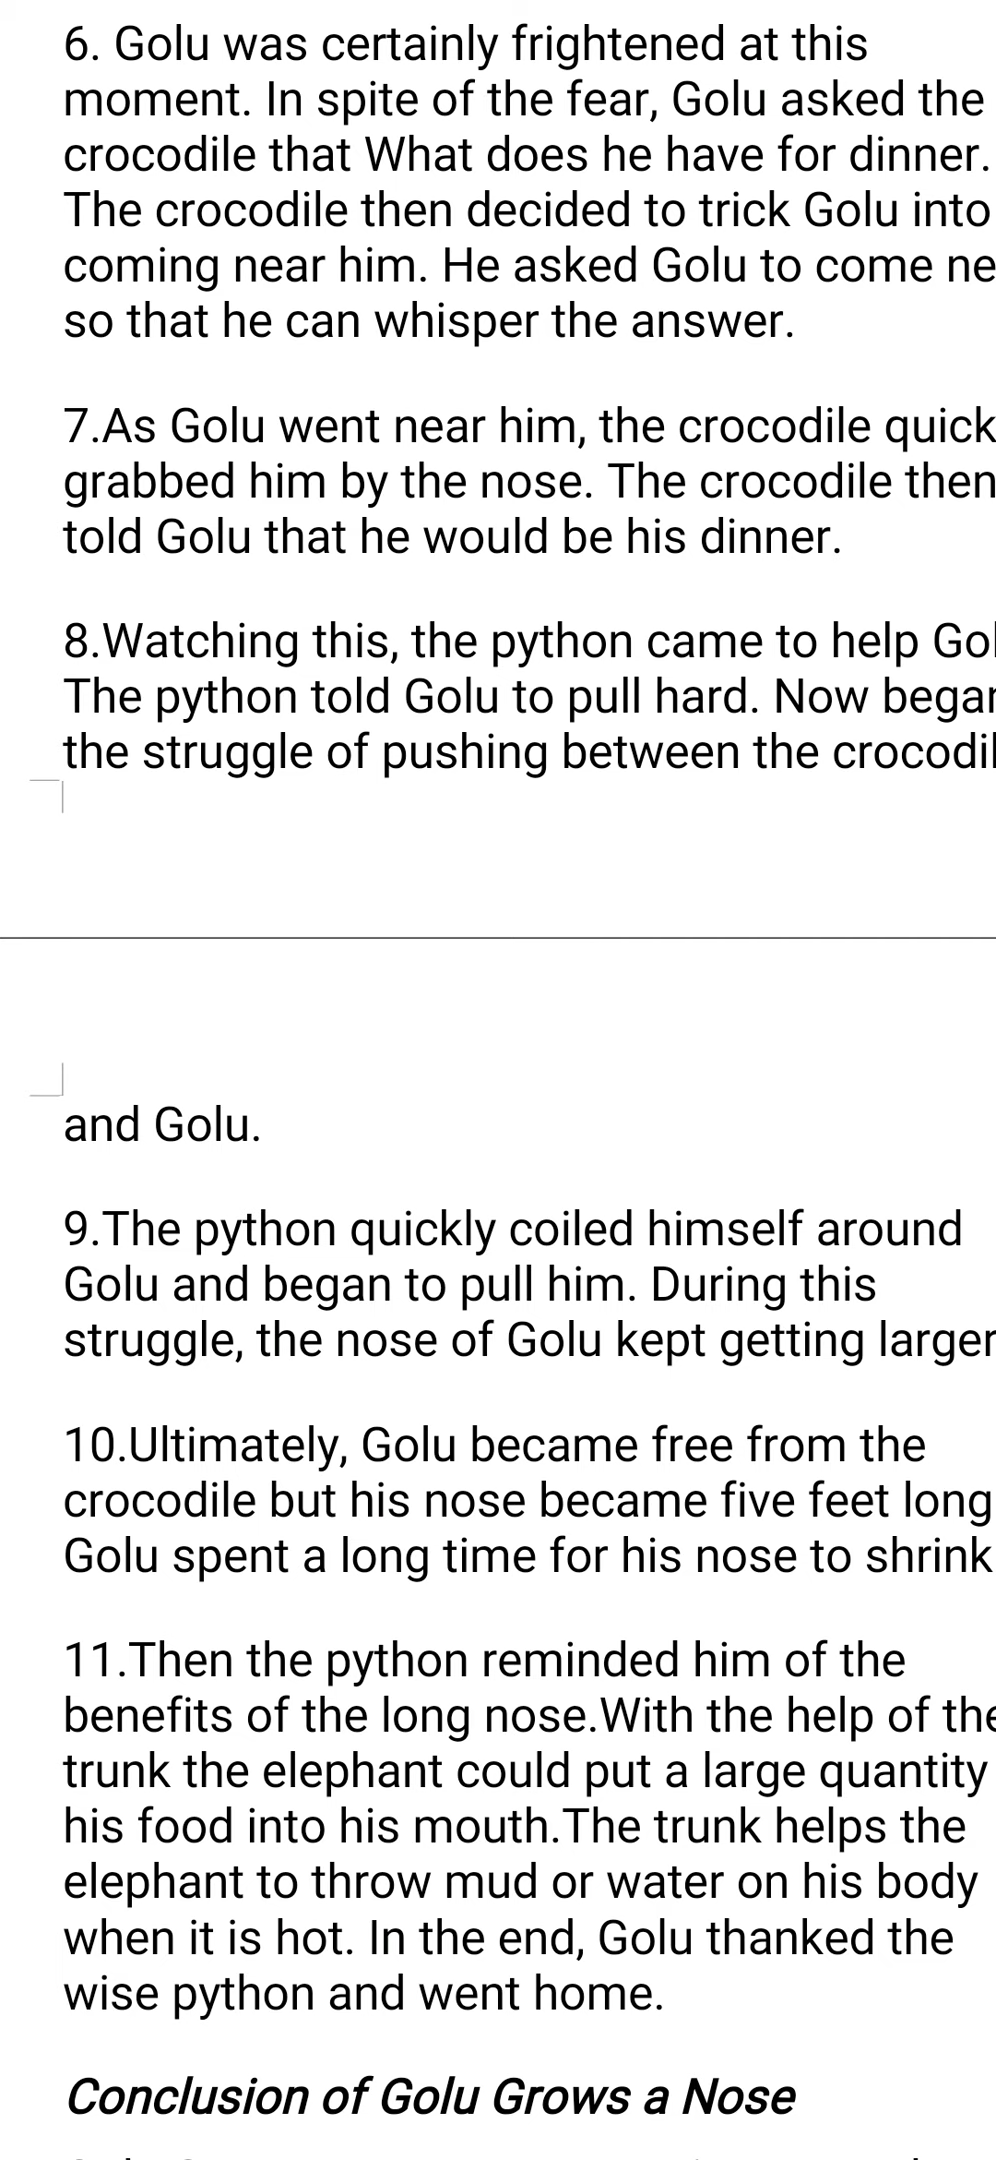 6. Golu was certainly frightened at this
moment. In spite of the fear, Golu asked the
crocodile that What does he have for dinner.
The crocodile then decided to trick Golu into
coming near him. He asked Golu to come ne
so that he can whisper the answer.
7.As Golu went near him, the crocodile quick
grabbed him by the nose. The crocodile then
told Golu that he would be his dinner.
8.Watching this, the python came to help Gol
The python told Golu to pull hard. Now began
the struggle of pushing between the crocodil
and Golu.
9.The python quickly coiled himself around
Golu and began to pull him. During this
struggle, the nose of Golu kept getting larger
10.Ultimately, Golu became free from the
crocodile but his nose became five feet long
Golu spent a long time for his nose to shrink
11.Then the python reminded him of the
benefits of the long nose.With the help of the
trunk the elephant could put a large quantity
his food into his mouth.The trunk helps the
elephant to throw mud or water on his body
when it is hot. In the end, Golu thanked the
wise python and went home.
Conclusion of Golu Grows a Nose